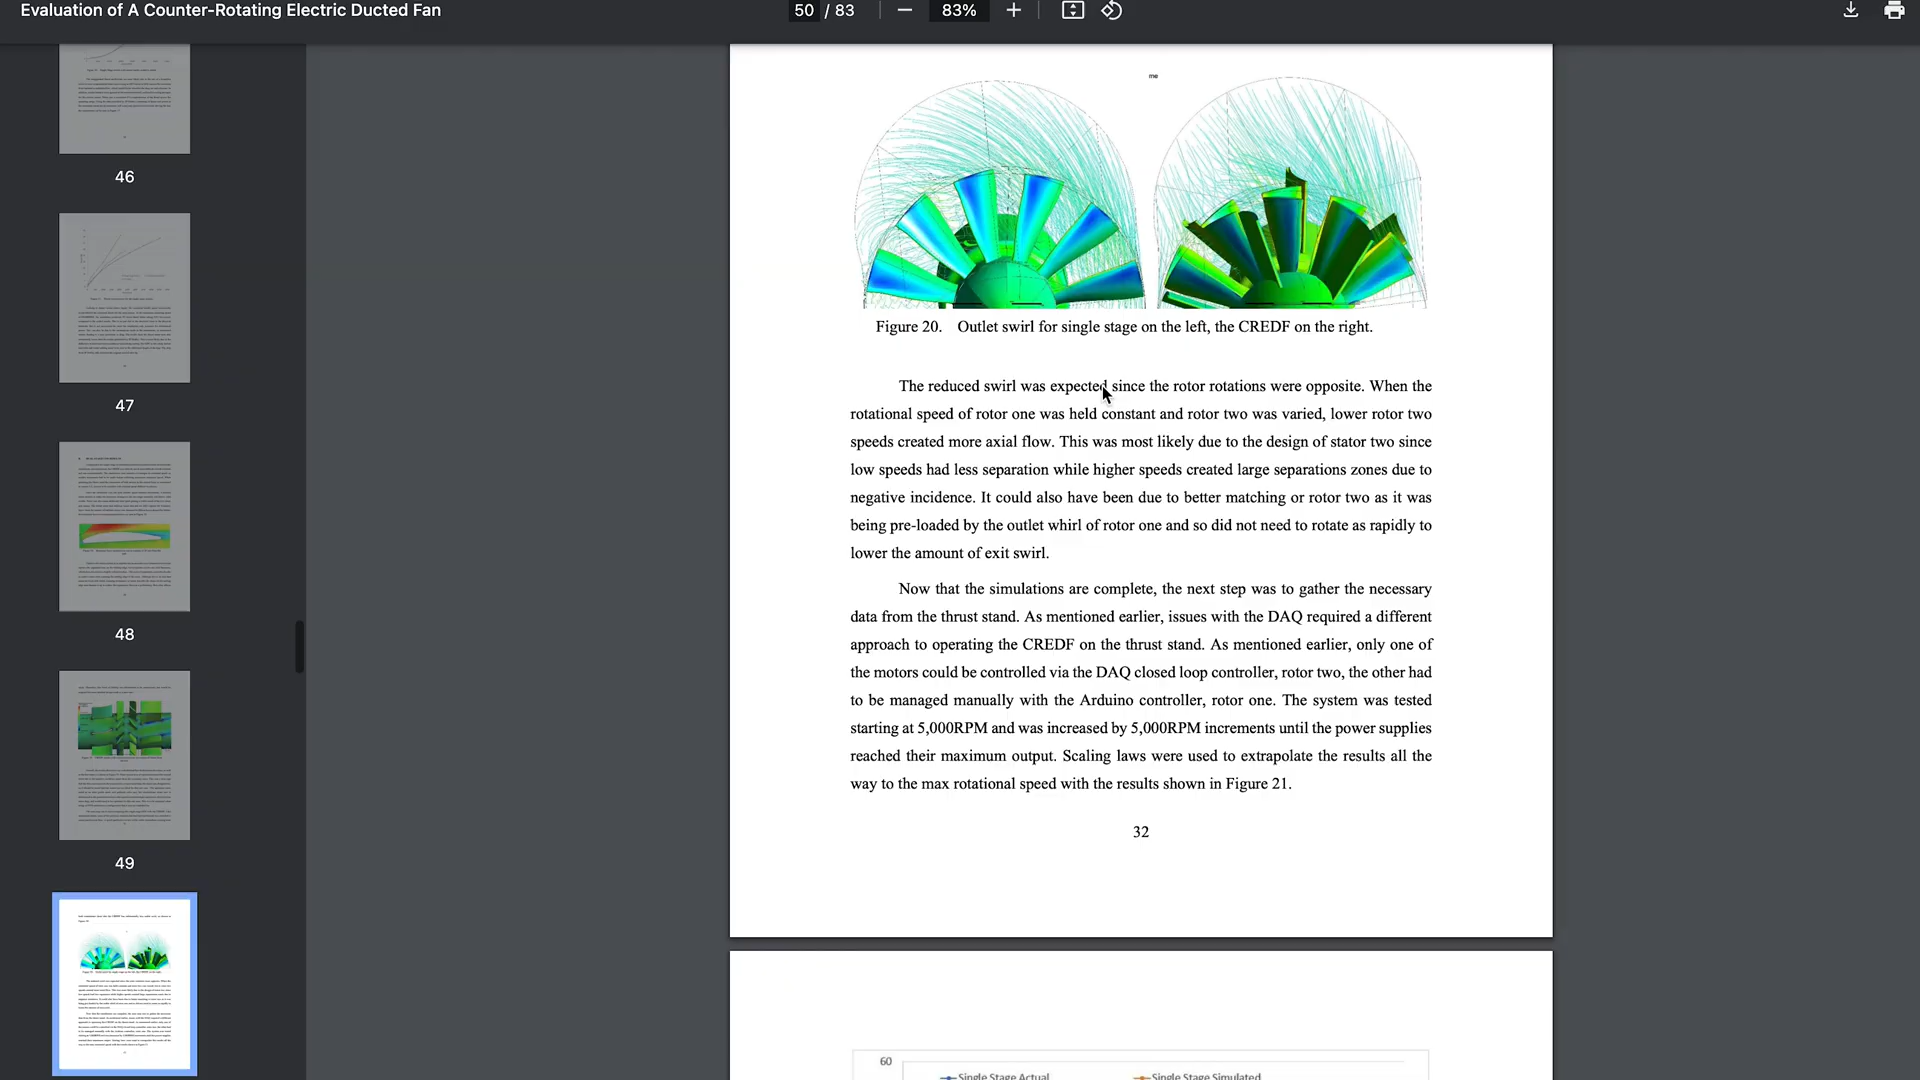 Evaluation of A Counter-Rotating Electric Ducted Fan
50 / 83
83%
46
47
48
49
me
Figure 20. Outlet swirl for single stage on the left, the CREDF on the right.
The reduced swirl was expected since the rotor rotations were opposite. When the
rotational speed of rotor one was held constant and rotor two was varied, lower rotor two
speeds created more axial flow. This was most likely due to the design of stator two since
low speeds had less separation while higher speeds created large separations zones due to
negative incidence. It could also have been due to better matching or rotor two as it was
being pre-loaded by the outlet whirl of rotor one and so did not need to rotate as rapidly to
lower the amount of exit swirl.
Now that the simulations are complete, the next step was to gather the necessary
data from the thrust stand. As mentioned earlier, issues with the DAQ required a different
approach to operating the CREDF on the thrust stand. As mentioned earlier, only one of
the motors could be controlled via the DAQ closed loop controller, rotor two, the other had
to be managed manually with the Arduino controller, rotor one. The system was tested
starting at 5,000RPM and was increased by 5,000RPM increments until the power supplies
reached their maximum output. Scaling laws were used to extrapolate the results all the
way to the max rotational speed with the results shown in Figure 21.
32
60
Single Stage Actual
Single Stage Simulated